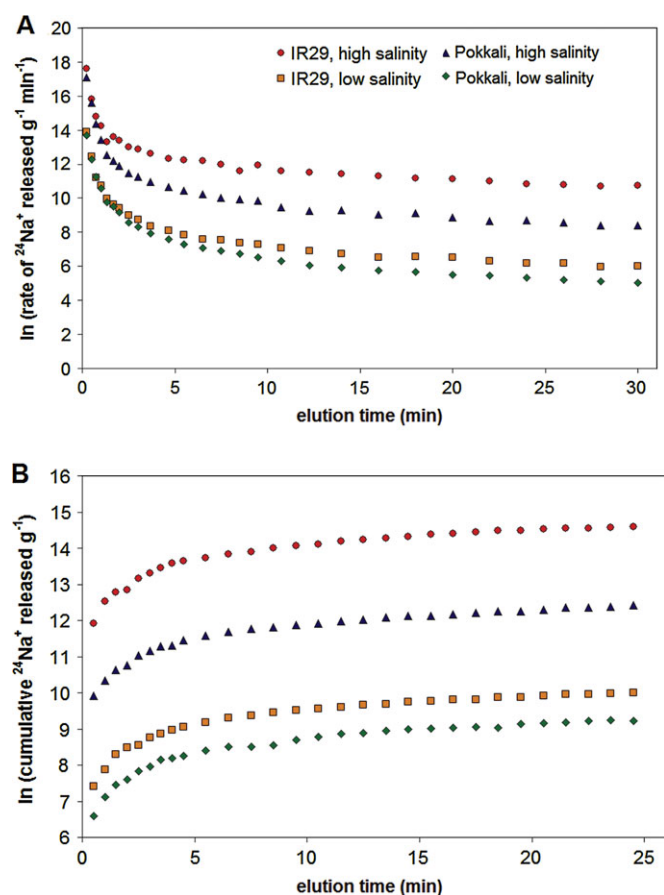 A
20
18
16
14
12
10
8
6
4
2
0
ln (rate of ²⁴Na⁺ released g⁻¹ min⁻¹)
IR29, high salinity
Pokkali, high salinity
IR29, low salinity
Pokkali, low salinity
0 5 10 15 20 25 30
elution time (min)
B
16
15
14
13
12
11
10
9
8
7
6
ln (cumulative ²⁴Na⁺ released g⁻¹)
0 5 10 15 20 25
elution time (min)